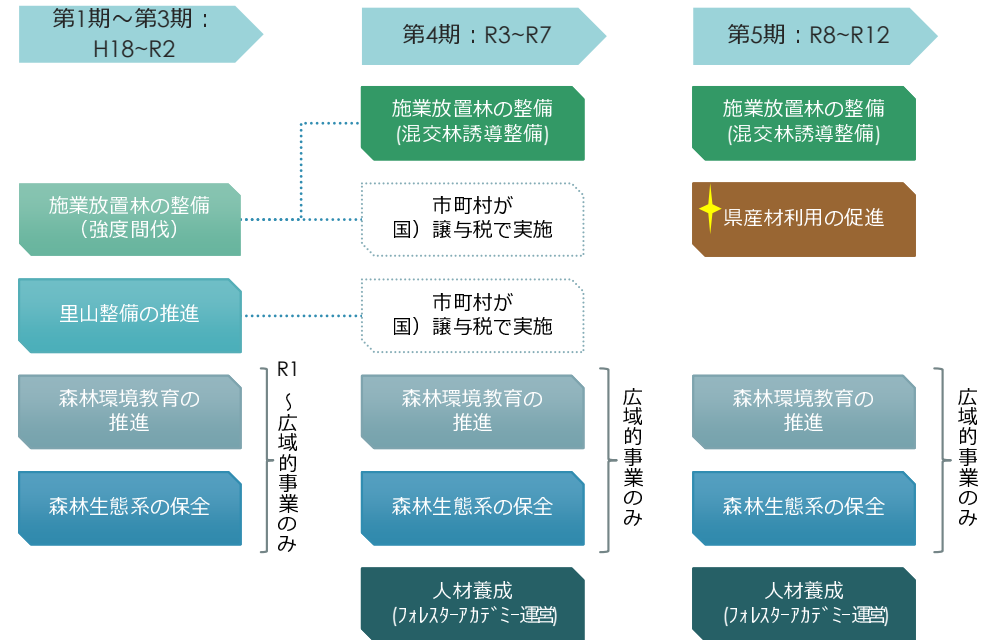 第1期～第3期：
H18~R2
第4期：R3~R7
第5期：R8~R12
施業放置林の整備
（強度間伐）
里山整備の推進
森林環境教育の
推進
森林生態系の保全
R1～広域的事業のみ
施業放置林の整備
(混交林誘導整備)
市町村が
国）譲与税で実施
市町村が
国）譲与税で実施
森林環境教育の
推進
森林生態系の保全
広域的事業のみ
人材養成
(ﾌｫﾚｽﾀｰｱｶﾃﾞﾐｰ運営)
施業放置林の整備
(混交林誘導整備)
県産材利用の促進
森林環境教育の
推進
森林生態系の保全
広域的事業のみ
人材養成
(ﾌｫﾚｽﾀｰｱｶﾃﾞﾐｰ運営)